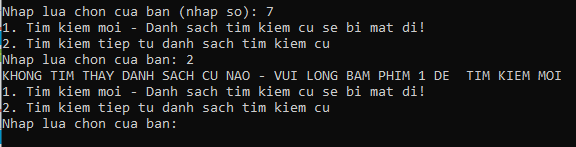 Nhap lua chon cua ban (nhap so): 7
1. Tim kiem moi - Danh sach tim kiem cu se bi mat di!
2. Tim kiem tiep tu danh sach tim kiem cu
Nhap lua chon cua ban: 2
KHONG TIM THAY DANH SACH CU NAO - VUI LONG BAM PHIM 1 DE  TIM KIEM MOI
1. Tim kiem moi - Danh sach tim kiem cu se bi mat di!
2. Tim kiem tiep tu danh sach tim kiem cu
Nhap lua chon cua ban: